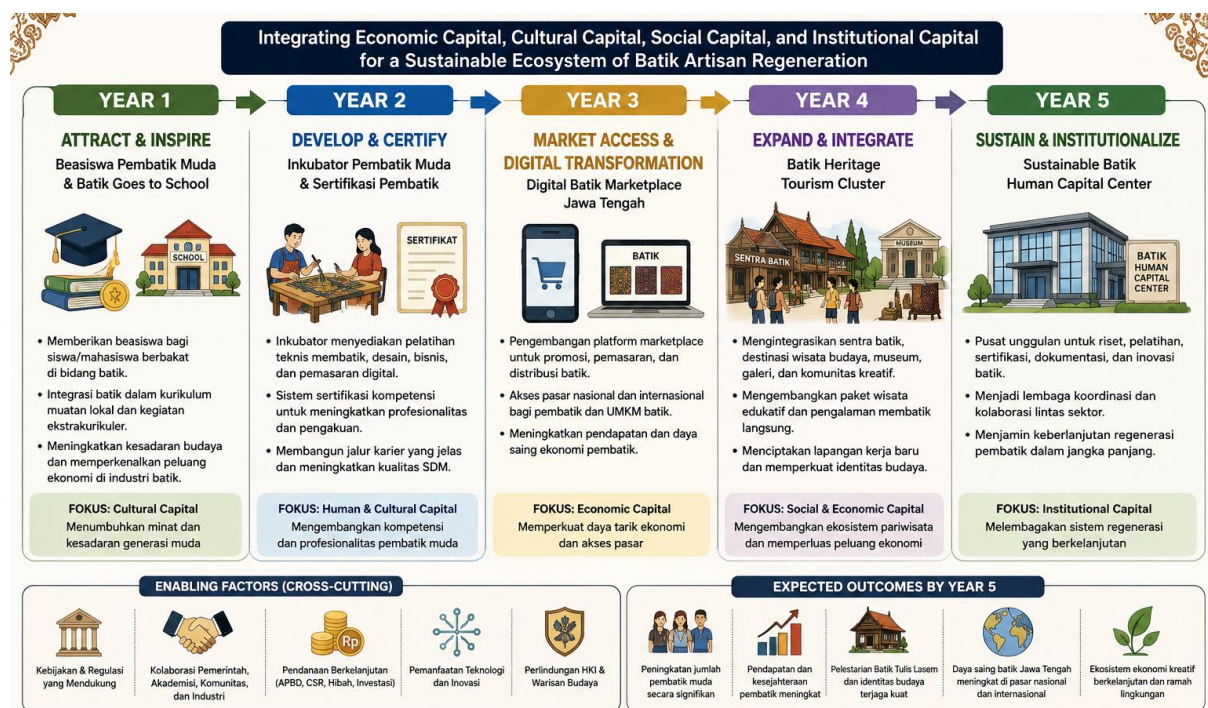 Integrating Economic Capital, Cultural Capital, Social Capital, and Institutional Capital
for a Sustainable Ecosystem of Batik Artisan Regeneration
YEAR 1
ATTRACT & INSPIRE
Beasiswa Pembatik Muda
& Batik Goes to School
SCHOOL
• Memberikan beasiswa bagi
siswa/mahasiswa berbakat
di bidang batik.
• Integrasi batik dalam kurikulum
muatan lokal dan kegiatan
ekstrakurikuler.
• Meningkatkan kesadaran budaya
dan memperkenalkan peluang
ekonomi di industri batik.
FOKUS: Cultural Capital
Menumbuhkan minat dan
kesadaran generasi muda
YEAR 2
DEVELOP & CERTIFY
Inkubator Pembatik Muda
& Sertifikasi Pembatik
SERTIFIKAT
• Inkubator menyediakan pelatihan
teknis membatik, desain, bisnis,
dan pemasaran digital.
• Sistem sertifikasi kompetensi
untuk meningkatkan profesionalitas
dan pengakuan.
• Membangun jalur karier yang jelas
dan meningkatkan kualitas SDM.
FOKUS: Human & Cultural Capital
Mengembangkan kompetensi
dan profesionalitas pembatik muda
YEAR 3
MARKET ACCESS &
DIGITAL TRANSFORMATION
Digital Batik Marketplace
Jawa Tengah
BATIK
• Pengembangan platform marketplace
untuk promosi, pemasaran, dan
distribusi batik.
• Akses pasar nasional dan internasional
bagi pembatik dan UMKM batik.
• Meningkatkan pendapatan dan daya
saing ekonomi pembatik.
FOKUS: Economic Capital
Memperkuat daya tarik ekonomi
dan akses pasar
YEAR 4
EXPAND & INTEGRATE
Batik Heritage
Tourism Cluster
SENTRA BATIK
MUSEUM
• Mengintegrasikan sentra batik,
destinasi wisata budaya, museum,
galeri, dan komunitas kreatif.
• Mengembangkan paket wisata
edukatif dan pengalaman membatik
langsung.
• Menciptakan lapangan kerja baru
dan memperkuat identitas budaya.
FOKUS: Social & Economic Capital
Mengembangkan ekosistem pariwisata
dan memperluas peluang ekonomi
YEAR 5
SUSTAIN & INSTITUTIONALIZE
Sustainable Batik
Human Capital Center
BATIK
HUMAN
CAPITAL
CENTER
• Pusat unggulan untuk riset, pelatihan,
sertifikasi, dokumentasi, dan inovasi
batik.
• Menjadi lembaga koordinasi dan
kolaborasi lintas sektor.
• Menjamin keberlanjutan regenerasi
pembatik dalam jangka panjang.
FOKUS: Institutional Capital
Melembagakan sistem regenerasi
yang berkelanjutan
ENABLING FACTORS (CROSS-CUTTING)
Kebijakan & Regulasi
yang Mendukung
Kolaborasi Pemerintah,
Akademisi, Komunitas,
dan Industri
Rp
Pendanaan Berkelanjutan
(APBD, CSR, Hibah, Investasi)
Pemanfaatan Teknologi
dan Inovasi
Perlindungan HKI &
Warisan Budaya
EXPECTED OUTCOMES BY YEAR 5
Peningkatan jumlah
pembatik muda
secara signifikan
Pendapatan dan
kesejahteraan
pembatik meningkat
Pelestarian Batik Tulis Lasem
dan identitas budaya
terjaga kuat
Daya saing batik Jawa Tengah
meningkat di pasar nasional
dan internasional
Ekosistem ekonomi kreatif
berkelanjutan dan ramah
lingkungan